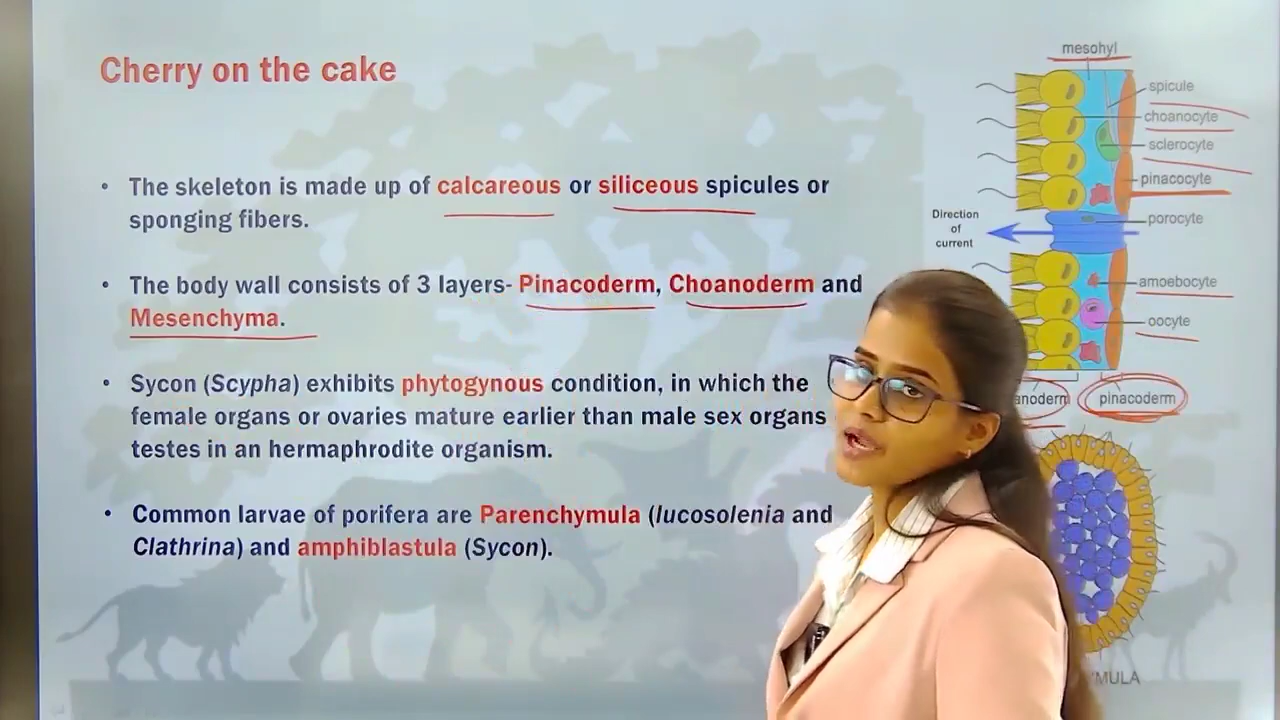 Cherry on the cake
• The skeleton is made up of calcareous or siliceous spicules or
sponging fibers.
• The body wall consists of 3 layers- Pinacoderm, Choanoderm and
Mesenchyma.
• Sycon (Scypha) exhibits phytogynous condition, in which the
female organs or ovaries mature earlier than male sex organs
testes in an hermaphrodite organism.
• Common larvae of porifera are Parenchymula (lucosolenia and
Clathrina) and amphiblastula (Sycon).
mesohyl
spicule
choanocyte
sclerocyte
pinacocyte
porocyte
Direction
of
current
amoebocyte
oocyte
anoderm
pinacoderm
MULA